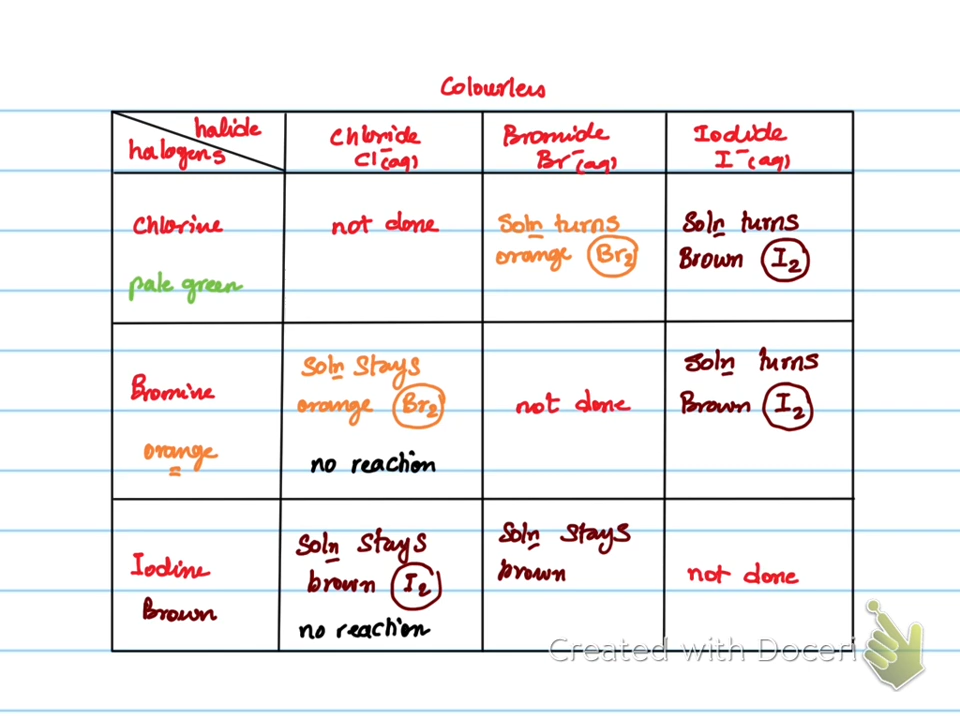 Colourless
halide
halogens
Chloride
Cl⁻(aq)
Bromide
Br⁻(aq)
Iodide
I⁻(aq)
Chlorine
pale green
not done
Soln turns
orange Br₂
Soln turns
Brown I₂
Bromine
orange
Soln stays
orange Br₂
no reaction
not done
Soln turns
Brown I₂
Iodine
Brown
Soln stays
brown I₂
no reaction
Soln stays
brown
not done
Created with Doceri